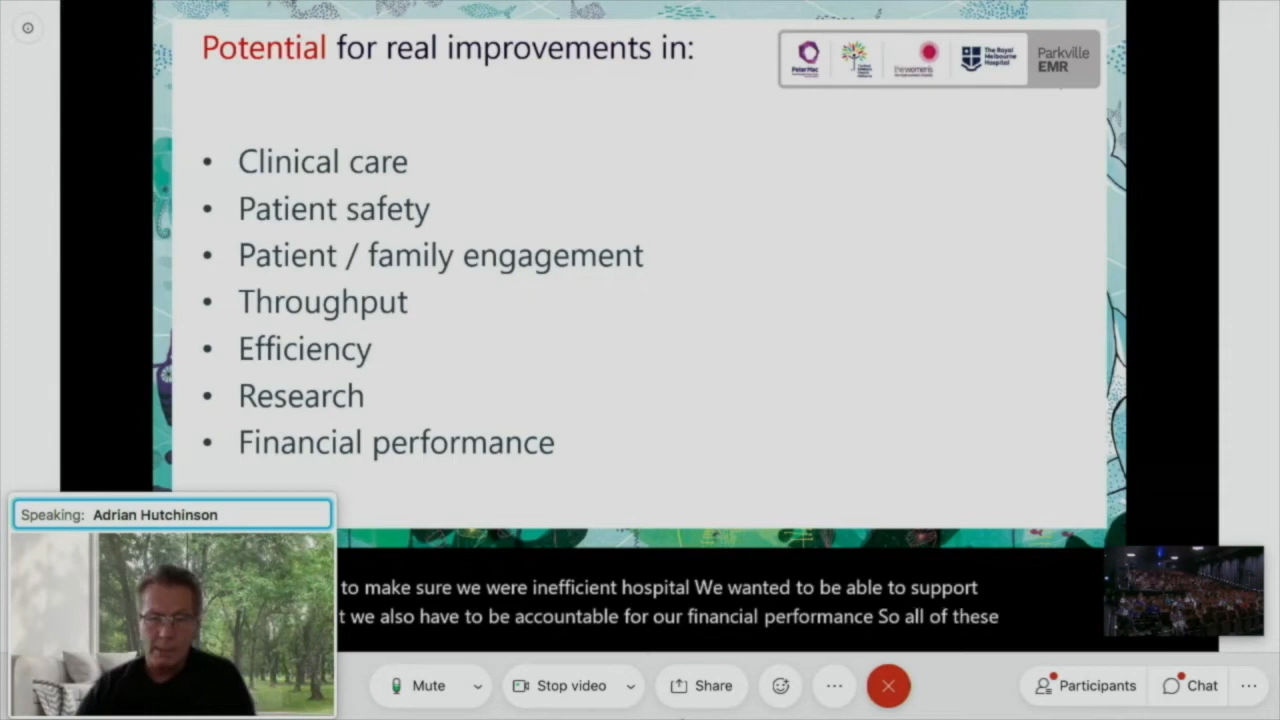 Potential for real improvements in:
Peter Mac
the women's
The Royal
Melbourne
Hospital
Parkville
EMR
• Clinical care
• Patient safety
• Patient / family engagement
• Throughput
• Efficiency
• Research
• Financial performance
Speaking: Adrian Hutchinson
to make sure we were inefficient hospital We wanted to be able to support
t we also have to be accountable for our financial performance So all of these
Mute
Stop video
Share
Participants
Chat